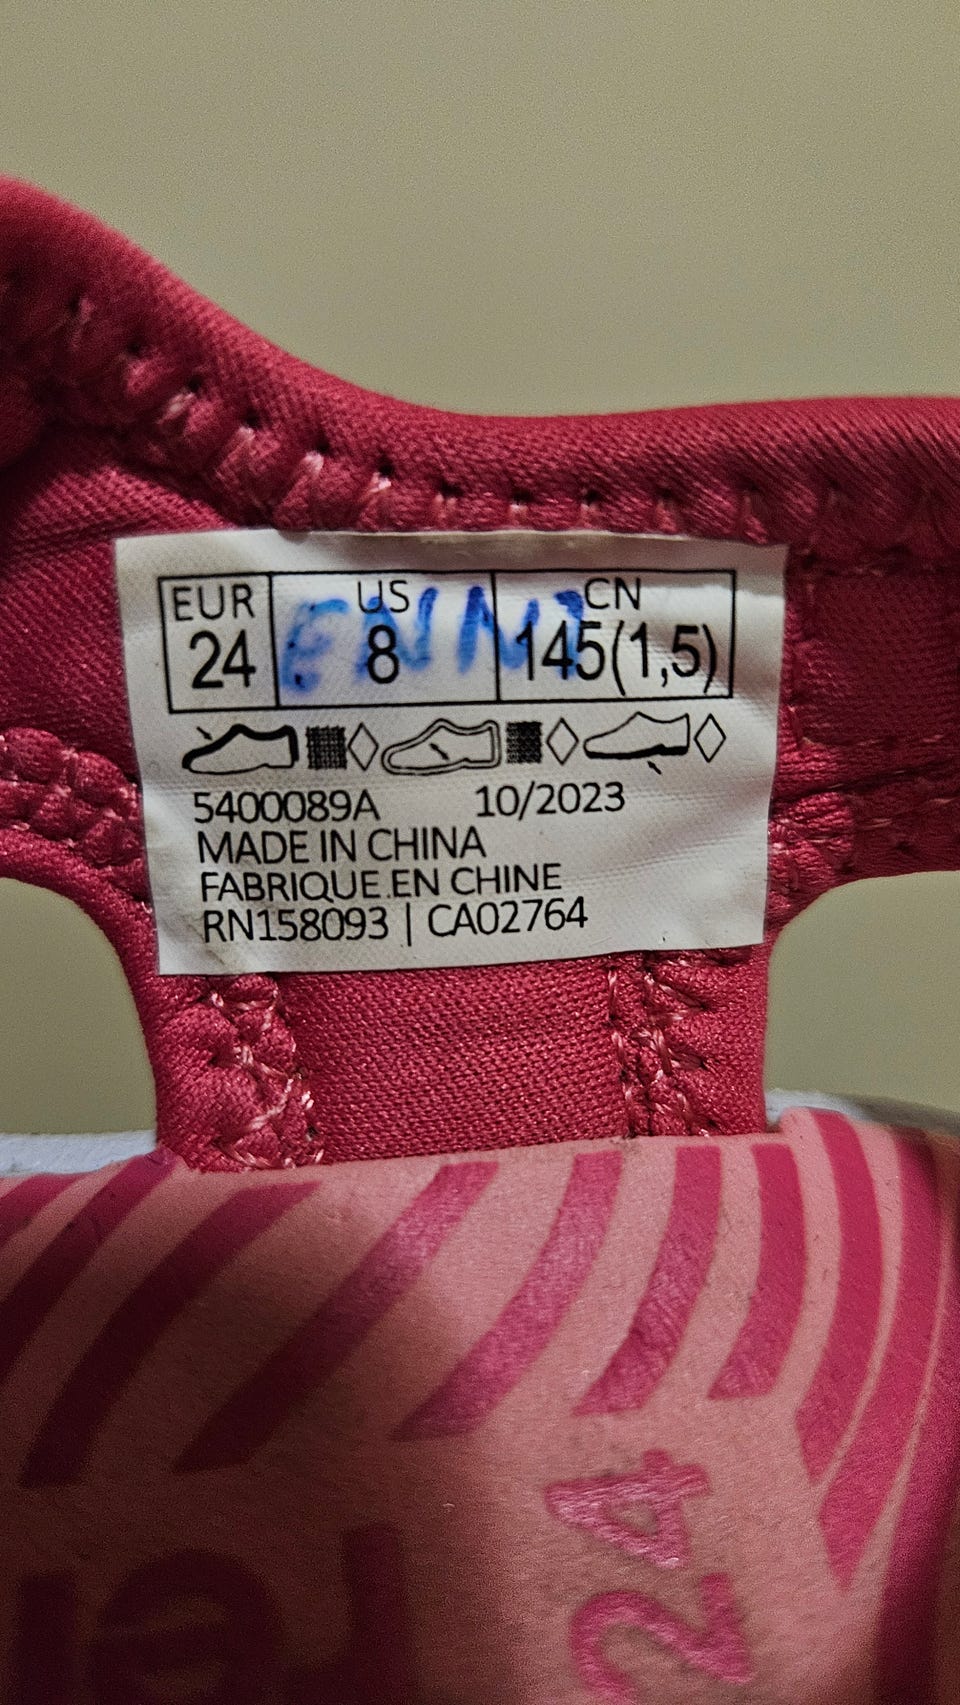 EUR US CN
24 8 145(1,5)
5400089A 10/2023
MADE IN CHINA
FABRIQUE EN CHINE
RN158093 | CA02764
24